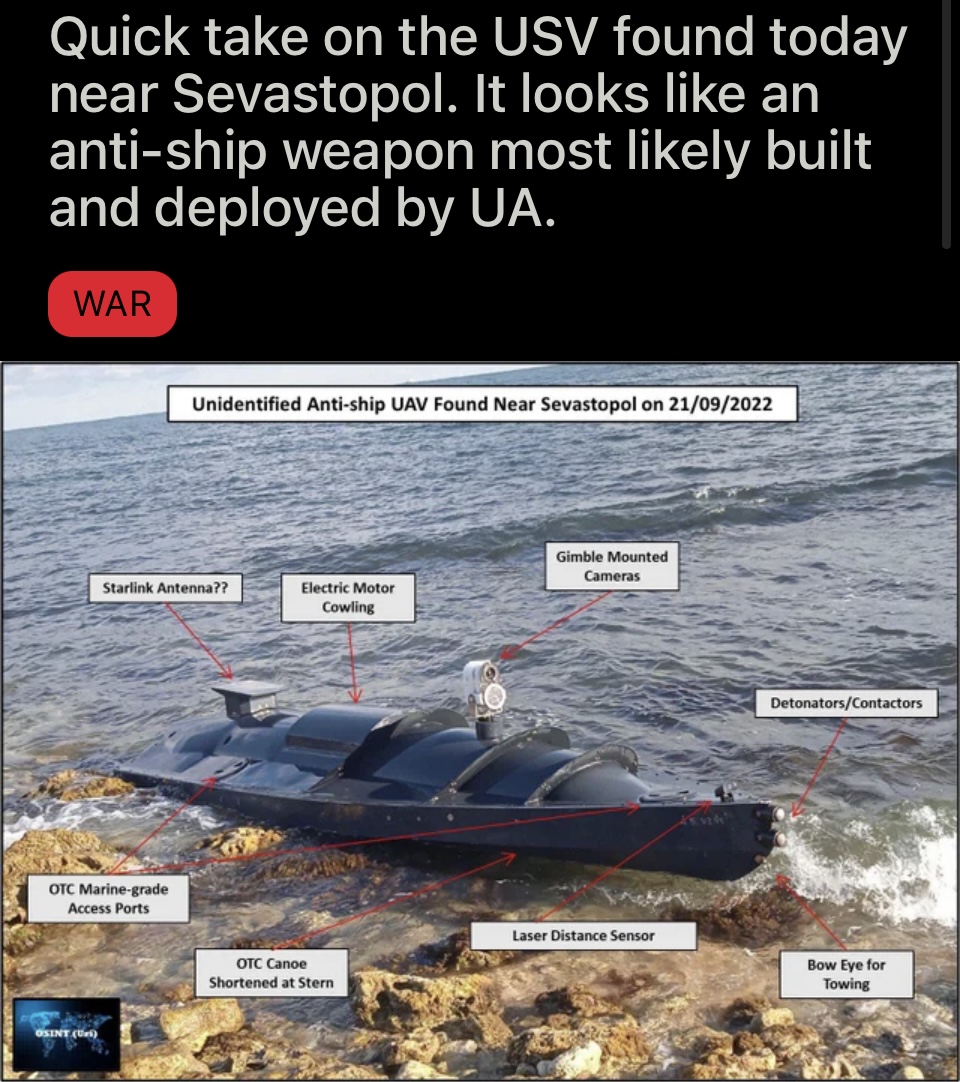 Quick take on the USV found today
near Sevastopol. It looks like an
anti-ship weapon most likely built
and deployed by UA.
WAR
Unidentified Anti-ship UAV Found Near Sevastopol on 21/09/2022
Gimble Mounted
Cameras
Starlink Antenna??
Electric Motor
Cowling
Detonators/Contactors
OTC Marine-grade
Access Ports
Laser Distance Sensor
OTC Canoe
Shortened at Stern
Bow Eye for
Towing
OSINT (Uri)